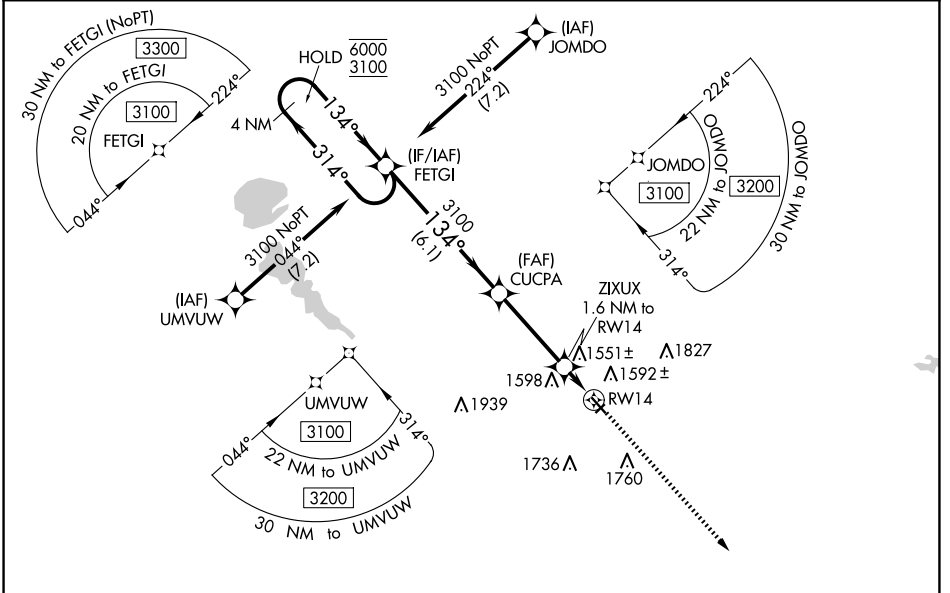 30 NM to FETGI (NoPT)
3300
20 NM to FETGI
3100
FETGI
224°
044°
HOLD
6000
3100
4 NM
134°
314°
(IAF)
JOMDO
3100 NoPT
224°
(7.2)
(IF/IAF)
FETGI
3100 NoPT
044°
(7.2)
(IAF)
UMVUW
3100
134°
(6.1)
(FAF)
CUCPA
ZIXUX
1.6 NM to
RW14
1551±
1827
1592±
1598
RW14
1939
1736
1760
224°
JOMDO
3100
22 NM to JOMDO
3200
30 NM to JOMDO
314°
UMVUW
3100
044°
314°
22 NM to UMVUW
3200
30 NM to UMVUW